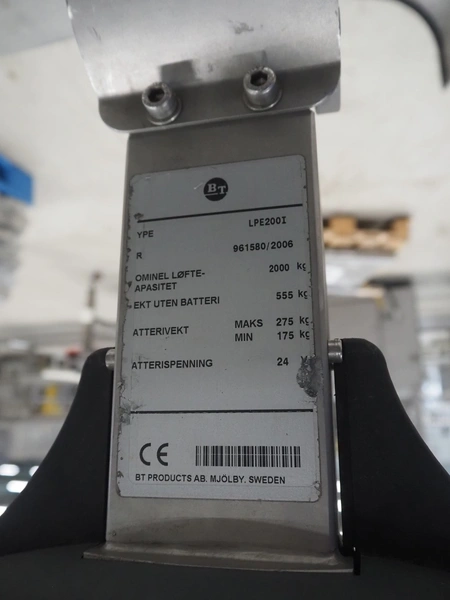 BT
YPE LPE200I
R 961580/2006
OMINEL LØFTE-
APASITET 2000 kg
EKT UTEN BATTERI 555 kg
ATTERIVEKT MAKS 275 kg
MIN 175 kg
ATTERISPENNING 24 V
CE
BT PRODUCTS AB. MJÖLBY. SWEDEN